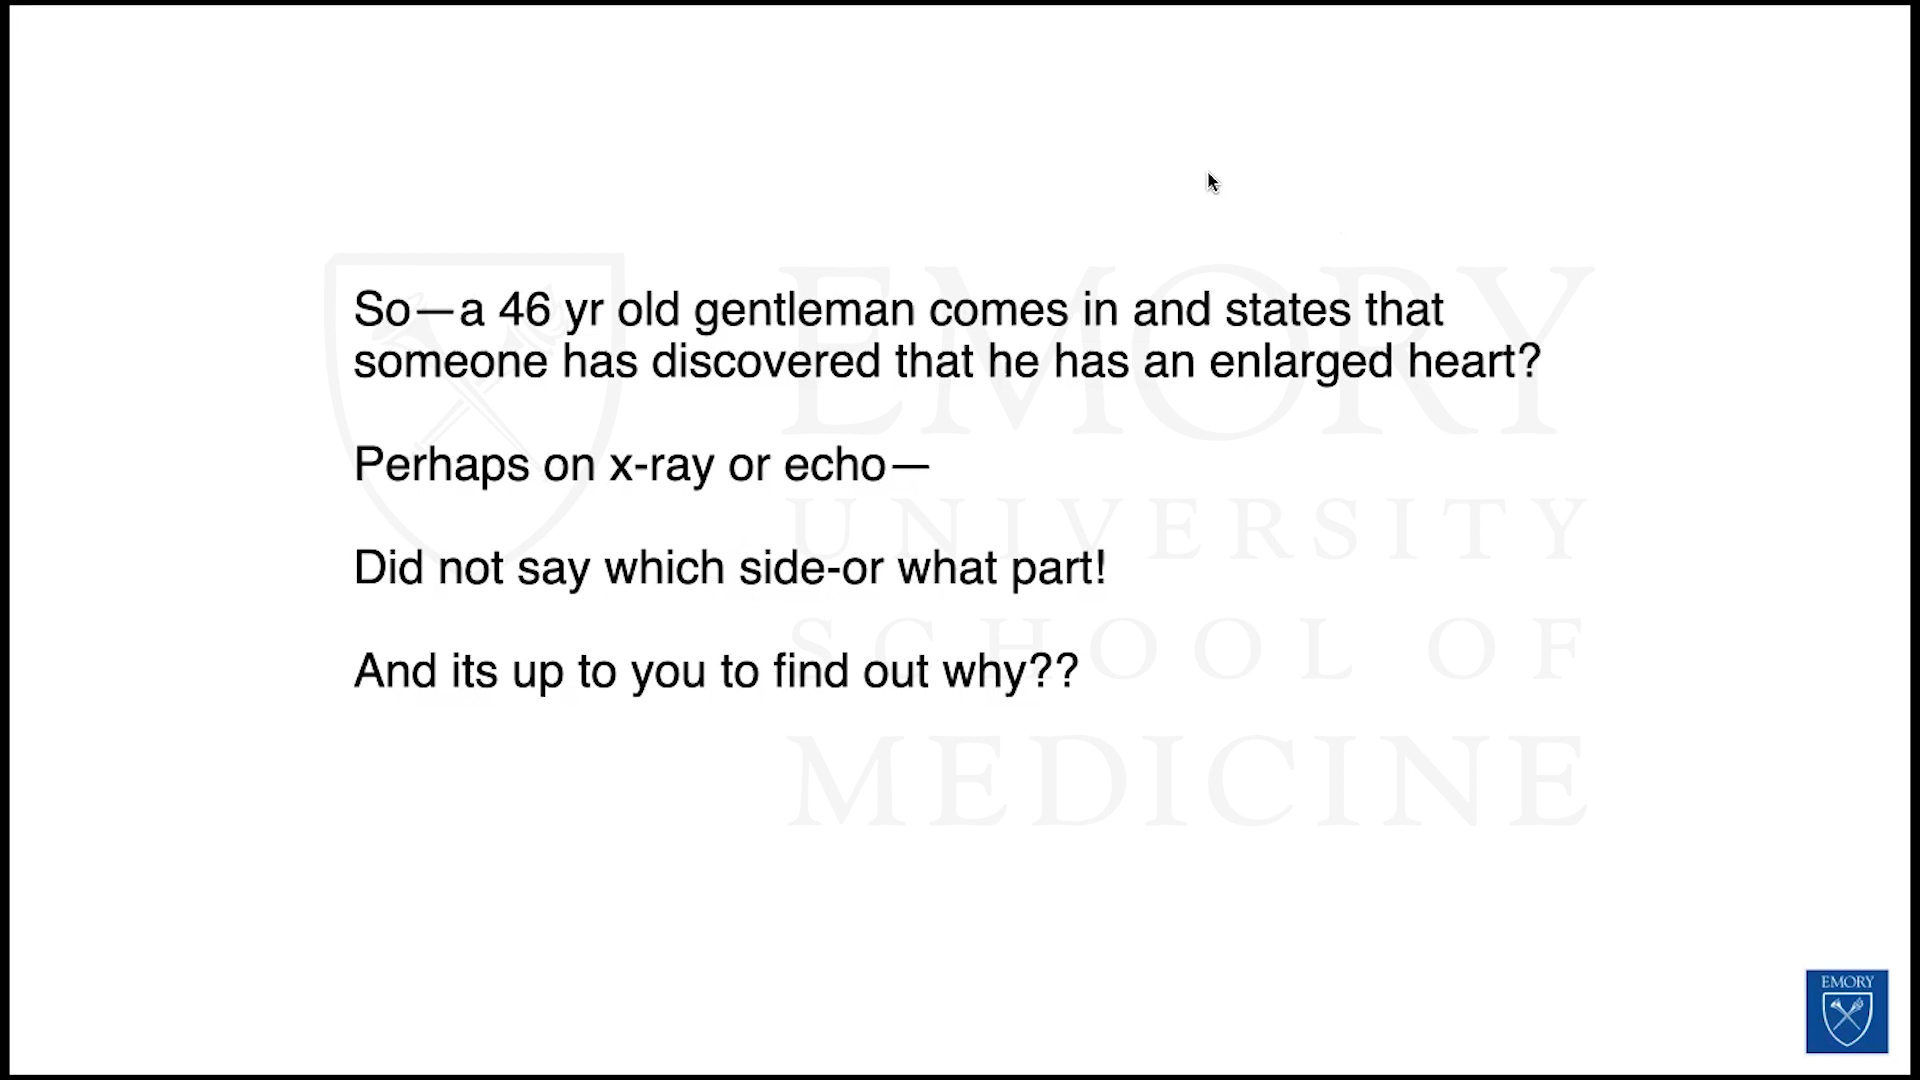 So—a 46 yr old gentleman comes in and states that
someone has discovered that he has an enlarged heart?
Perhaps on x-ray or echo—
Did not say which side-or what part!
And its up to you to find out why??
EMORY
UNIVERSITY
SCHOOL OF
MEDICINE
EMORY